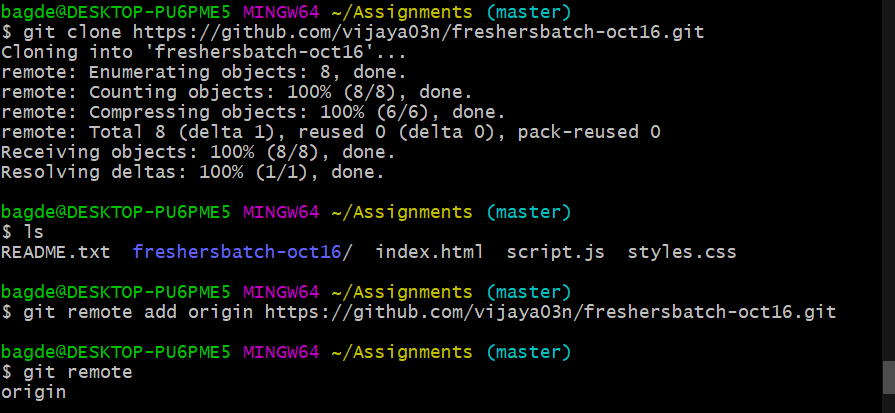 bagde@DESKTOP-PU6PME5 MINGW64 ~/Assignments (master)
$ git clone https://github.com/vijaya03n/freshersbatch-oct16.git
Cloning into 'freshersbatch-oct16'...
remote: Enumerating objects: 8, done.
remote: Counting objects: 100% (8/8), done.
remote: Compressing objects: 100% (6/6), done.
remote: Total 8 (delta 1), reused 0 (delta 0), pack-reused 0
Receiving objects: 100% (8/8), done.
Resolving deltas: 100% (1/1), done.
bagde@DESKTOP-PU6PME5 MINGW64 ~/Assignments (master)
$ ls
README.txt  freshersbatch-oct16/  index.html  script.js  styles.css
bagde@DESKTOP-PU6PME5 MINGW64 ~/Assignments (master)
$ git remote add origin https://github.com/vijaya03n/freshersbatch-oct16.git
bagde@DESKTOP-PU6PME5 MINGW64 ~/Assignments (master)
$ git remote
origin